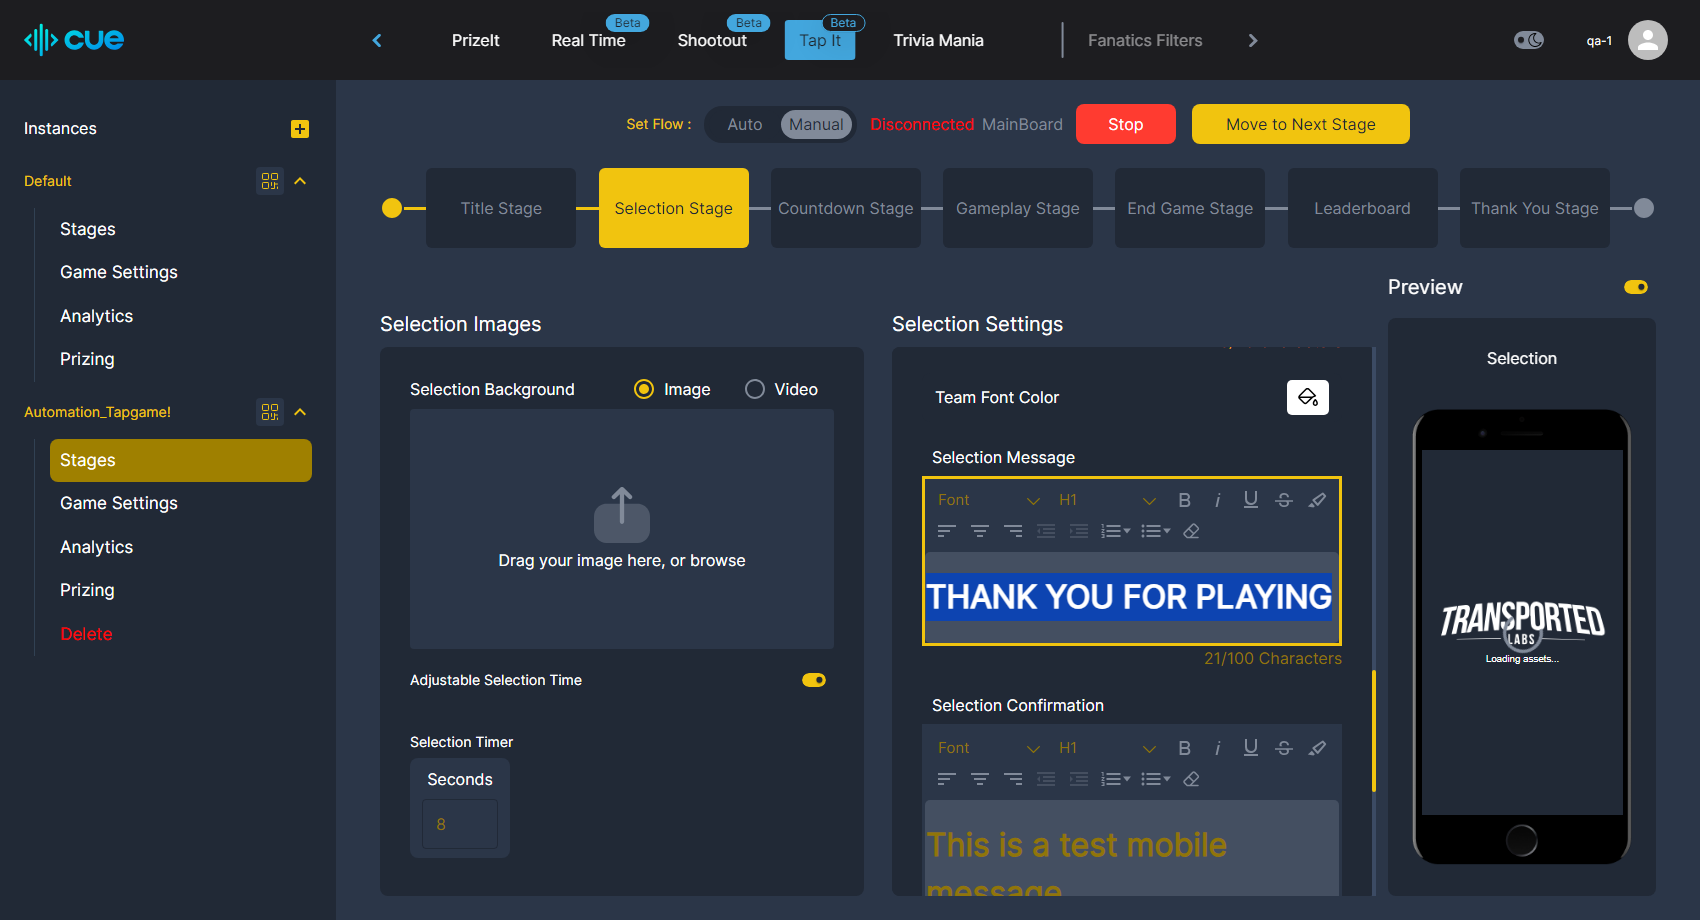 cue
PrizeIt
Real Time
Beta
Shootout
Beta
Tap It
Beta
Trivia Mania
Fanatics Filters
qa-1
Instances
Default
Stages
Game Settings
Analytics
Prizing
Automation_Tapgame!
Stages
Game Settings
Analytics
Prizing
Delete
Set Flow :
Auto
Manual
Disconnected MainBoard
Stop
Move to Next Stage
Title Stage
Selection Stage
Countdown Stage
Gameplay Stage
End Game Stage
Leaderboard
Thank You Stage
Selection Images
Selection Background
Image
Video
Drag your image here, or browse
Adjustable Selection Time
Selection Timer
Seconds
8
Selection Settings
Team Font Color
Selection Message
Font
H1
B i U S
THANK YOU FOR PLAYING
21/100 Characters
Selection Confirmation
Font
H1
B i U S
This is a test mobile
message
Preview
Selection
TRANSPORTED
LABS
Loading assets...